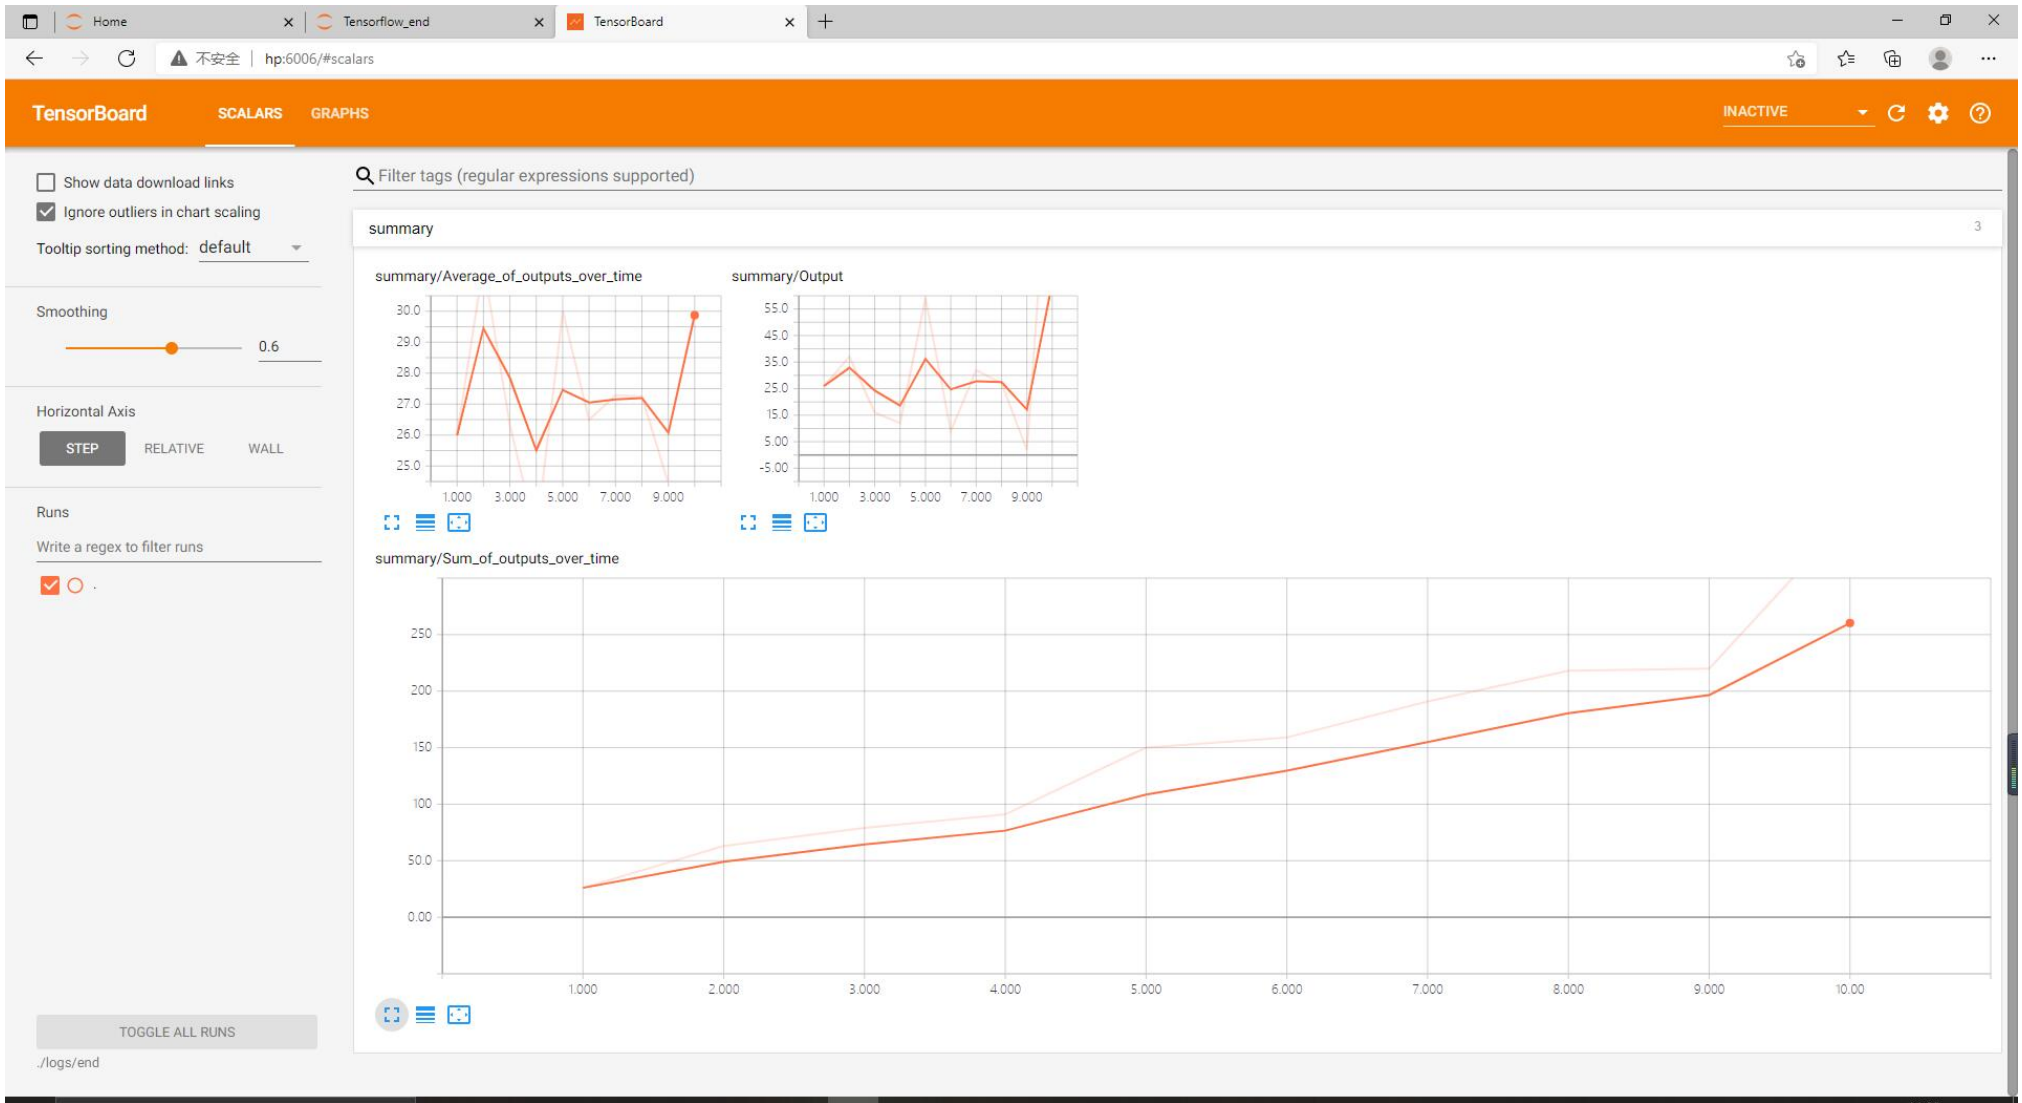 Home
Tensorflow_end
TensorBoard
不安全 | hp:6006/#scalars
TensorBoard
SCALARS
GRAPHS
INACTIVE
Show data download links
Ignore outliers in chart scaling
Tooltip sorting method: default
Smoothing
0.6
Horizontal Axis
STEP
RELATIVE
WALL
Runs
Write a regex to filter runs
.
TOGGLE ALL RUNS
./logs/end
Filter tags (regular expressions supported)
summary
3
summary/Average_of_outputs_over_time
30.0
29.0
28.0
27.0
26.0
25.0
1.000 3.000 5.000 7.000 9.000
summary/Output
55.0
45.0
35.0
25.0
15.0
5.00
-5.00
1.000 3.000 5.000 7.000 9.000
summary/Sum_of_outputs_over_time
250
200
150
100
50.0
0.00
1.000 2.000 3.000 4.000 5.000 6.000 7.000 8.000 9.000 10.00